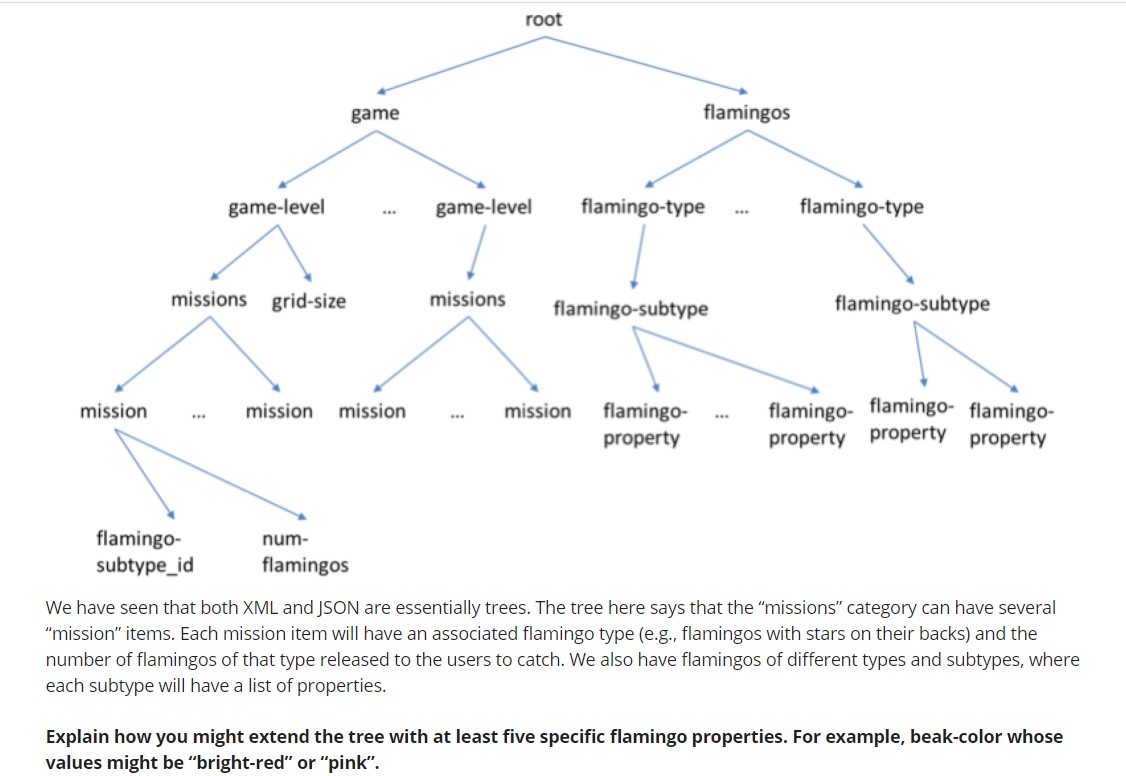 root
game
flamingos
game-level
...
game-level
flamingo-type
...
flamingo-type
missions
grid-size
missions
flamingo-subtype
flamingo-subtype
mission
...
mission
mission
...
mission
flamingo-
property
...
flamingo-
property
flamingo-
property
flamingo-
property
flamingo-
subtype_id
num-
flamingos
We have seen that both XML and JSON are essentially trees. The tree here says that the “missions” category can have several
“mission” items. Each mission item will have an associated flamingo type (e.g., flamingos with stars on their backs) and the
number of flamingos of that type released to the users to catch. We also have flamingos of different types and subtypes, where
each subtype will have a list of properties.
Explain how you might extend the tree with at least five specific flamingo properties. For example, beak-color whose
values might be “bright-red” or “pink”.